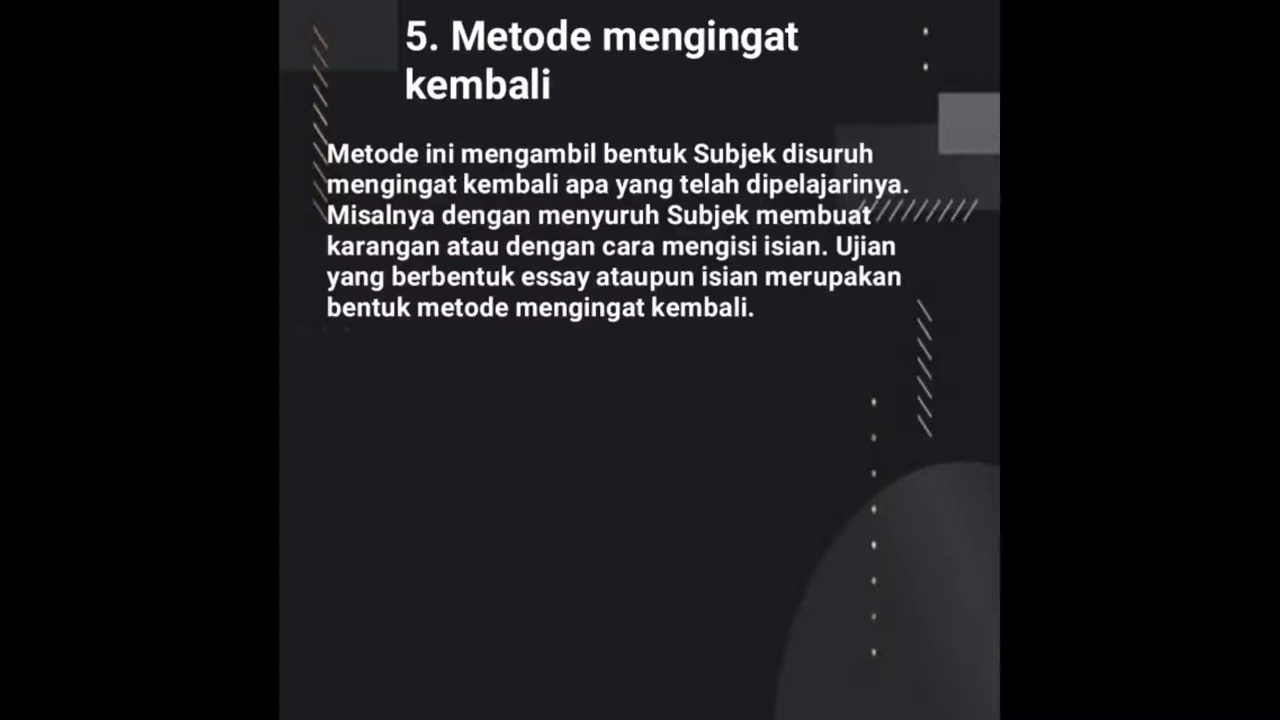 5. Metode mengingat
kembali
Metode ini mengambil bentuk Subjek disuruh
mengingat kembali apa yang telah dipelajarinya.
Misalnya dengan menyuruh Subjek membuat
karangan atau dengan cara mengisi isian. Ujian
yang berbentuk essay ataupun isian merupakan
bentuk metode mengingat kembali.